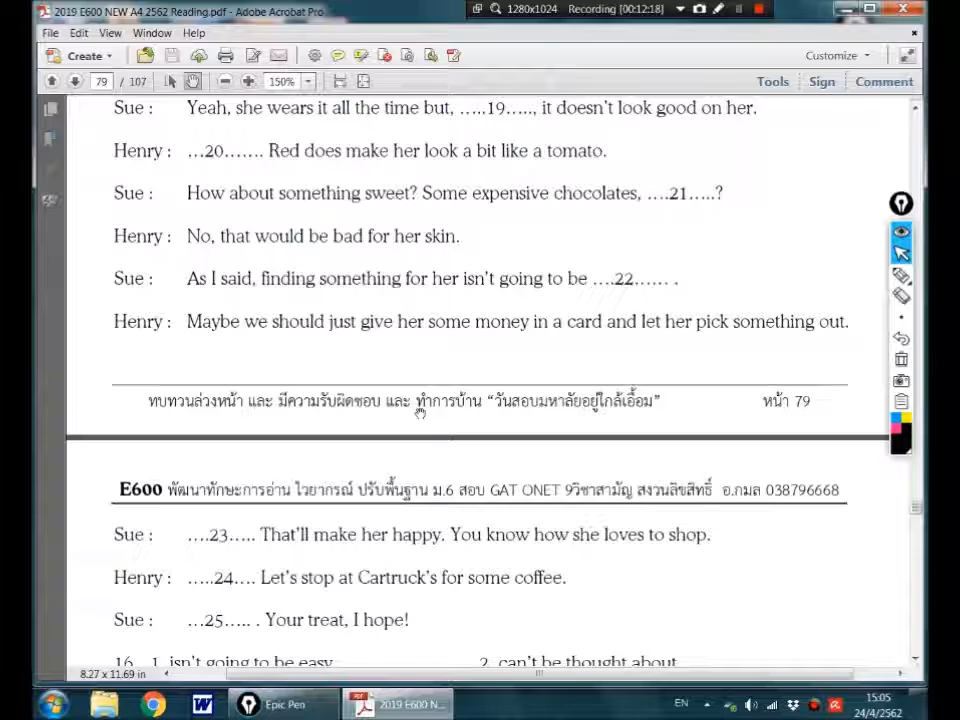 2019 E600 NEW A4 2562 Reading.pdf - Adobe Acrobat Pro
1280x1024 Recording [00:12:18]
File Edit View Window Help
Create Customize
79 / 107 150% Tools Sign Comment
Sue : Yeah, she wears it all the time but, …..19….., it doesn't look good on her.
Henry : …20……. Red does make her look a bit like a tomato.
Sue : How about something sweet? Some expensive chocolates, ….21…..?
Henry : No, that would be bad for her skin.
Sue : As I said, finding something for her isn't going to be ….22…… .
Henry : Maybe we should just give her some money in a card and let her pick something out.
ทบทวนล่วงหน้า และ มีความรับผิดชอบ และ ทำการบ้าน "วันสอบมหาลัยอยู่ใกล้เอื้อม" หน้า 79
E600 พัฒนาทักษะการอ่าน ไวยากรณ์ ปรับพื้นฐาน ม.6 สอบ GAT ONET 9วิชาสามัญ สงวนลิขสิทธิ์ อ.กมล 038796668
Sue : ….23….. That'll make her happy. You know how she loves to shop.
Henry : …..24…. Let's stop at Cartruck's for some coffee.
Sue : …25….. . Your treat, I hope!
16. 1. isn't going to be easy 2. can't be thought about
8.27 x 11.69 in
Epic Pen 2019 E600 N... EN 15:05
24/4/2562